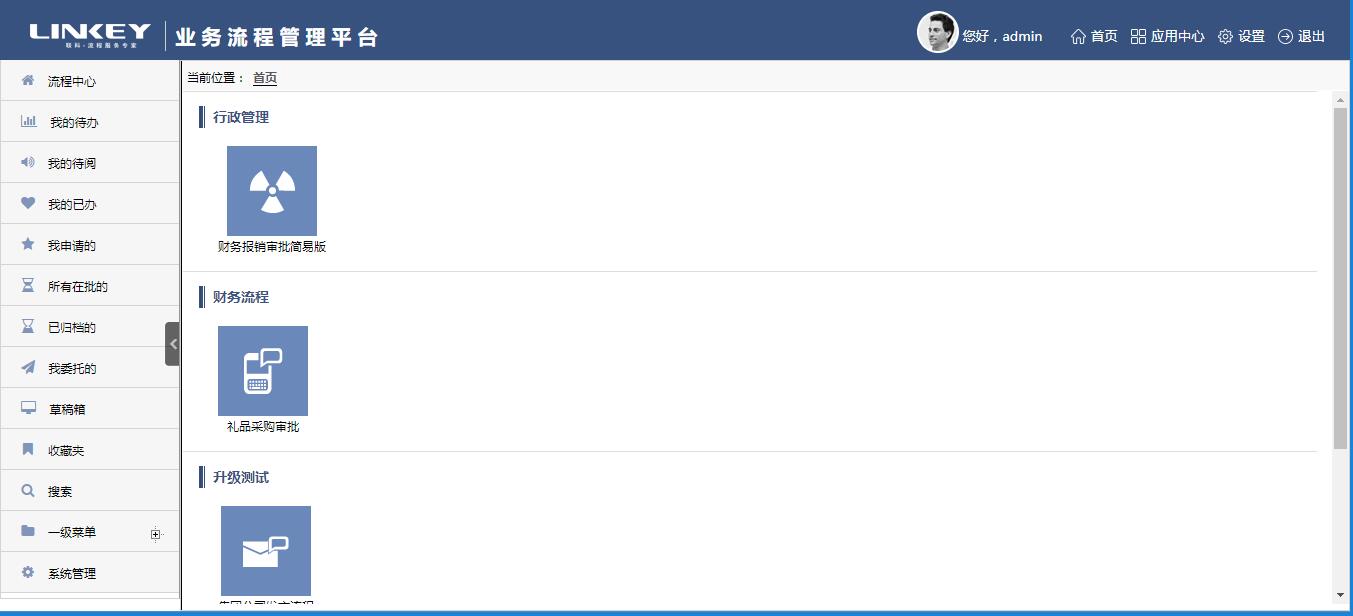 LINKEY
联科·流程服务专家
业务流程管理平台
您好，admin
首页
应用中心
设置
退出
流程中心
我的待办
我的待阅
我的已办
我申请的
所有在批的
已归档的
我委托的
草稿箱
收藏夹
搜索
一级菜单
系统管理
当前位置： 首页
行政管理
财务报销审批简易版
财务流程
礼品采购审批
升级测试